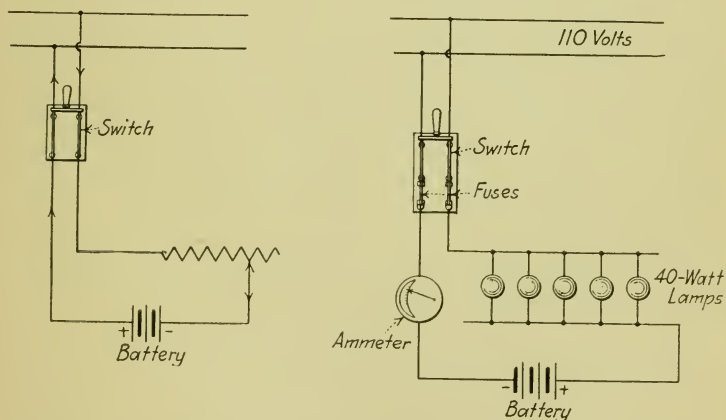 Switch
+ -
Battery
110 Volts
Switch
Fuses
40-Watt
Lamps
Ammeter
- +
Battery